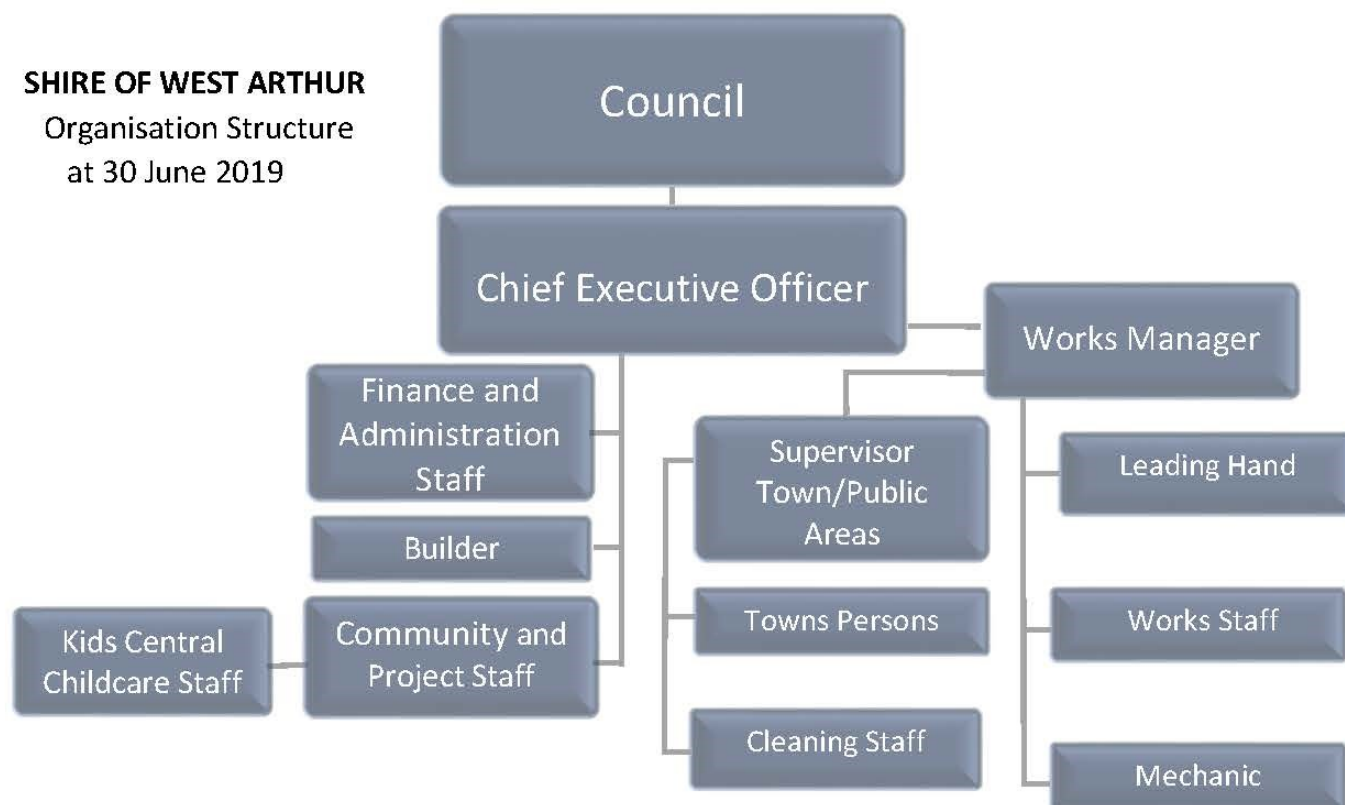 SHIRE OF WEST ARTHUR
Organisation Structure
at 30 June 2019
Council
Chief Executive Officer
Works Manager
Finance and
Administration
Staff
Supervisor
Town/Public
Areas
Leading Hand
Builder
Kids Central
Childcare Staff
Community and
Project Staff
Towns Persons
Works Staff
Cleaning Staff
Mechanic